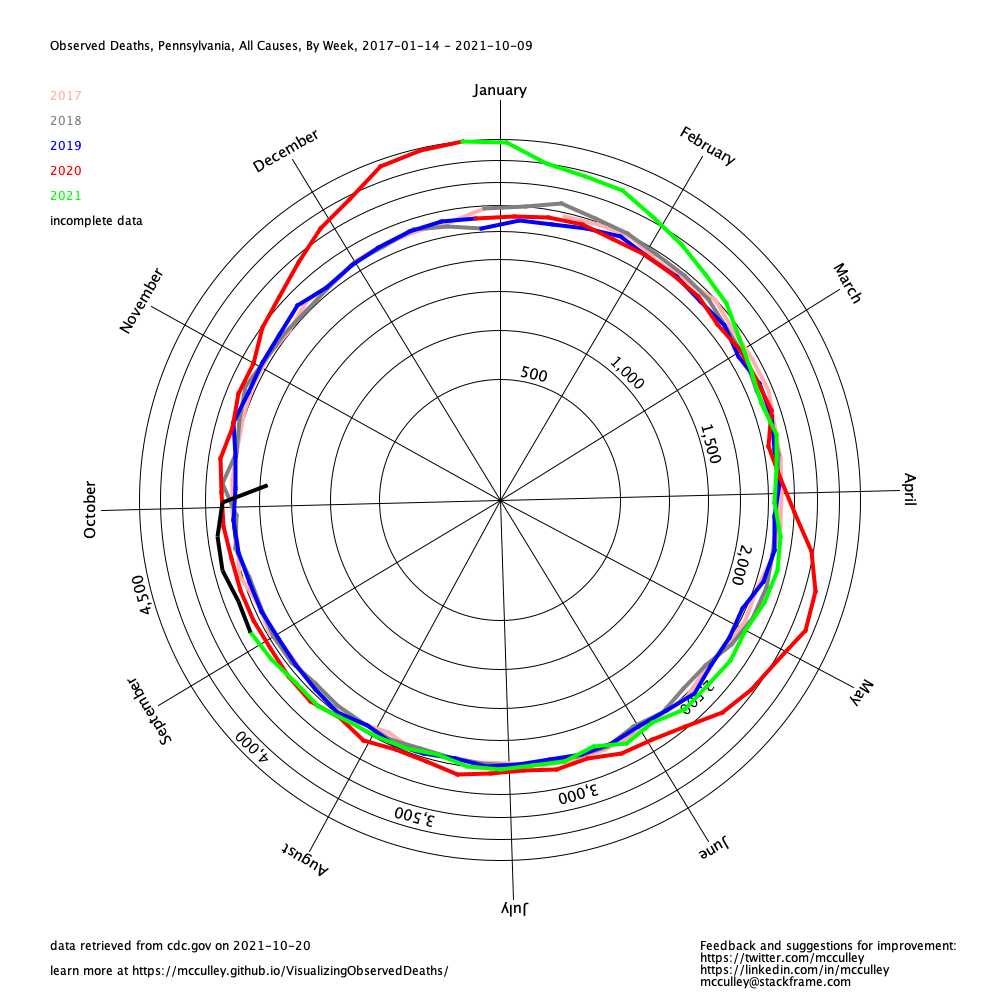 Observed Deaths, Pennsylvania, All Causes, By Week, 2017-01-14 - 2021-10-09
2017
2018
2019
2020
2021
incomplete data
January
February
March
April
May
June
July
August
September
October
November
December
500
1,000
1,500
2,000
2,500
3,000
3,500
4,000
4,500
data retrieved from cdc.gov on 2021-10-20
learn more at https://mcculley.github.io/VisualizingObservedDeaths/
Feedback and suggestions for improvement:
https://twitter.com/mcculley
https://linkedin.com/in/mcculley
mcculley@stackframe.com